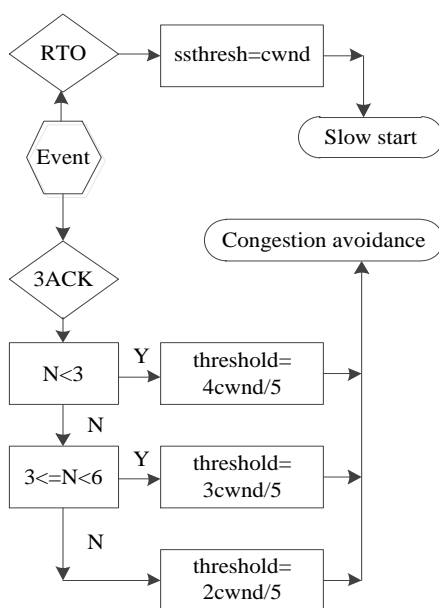 RTO
ssthresh=cwnd
Slow start
Event
Congestion avoidance
3ACK
N<3
Y
threshold=
4cwnd/5
N
3<=N<6
Y
threshold=
3cwnd/5
N
threshold=
2cwnd/5